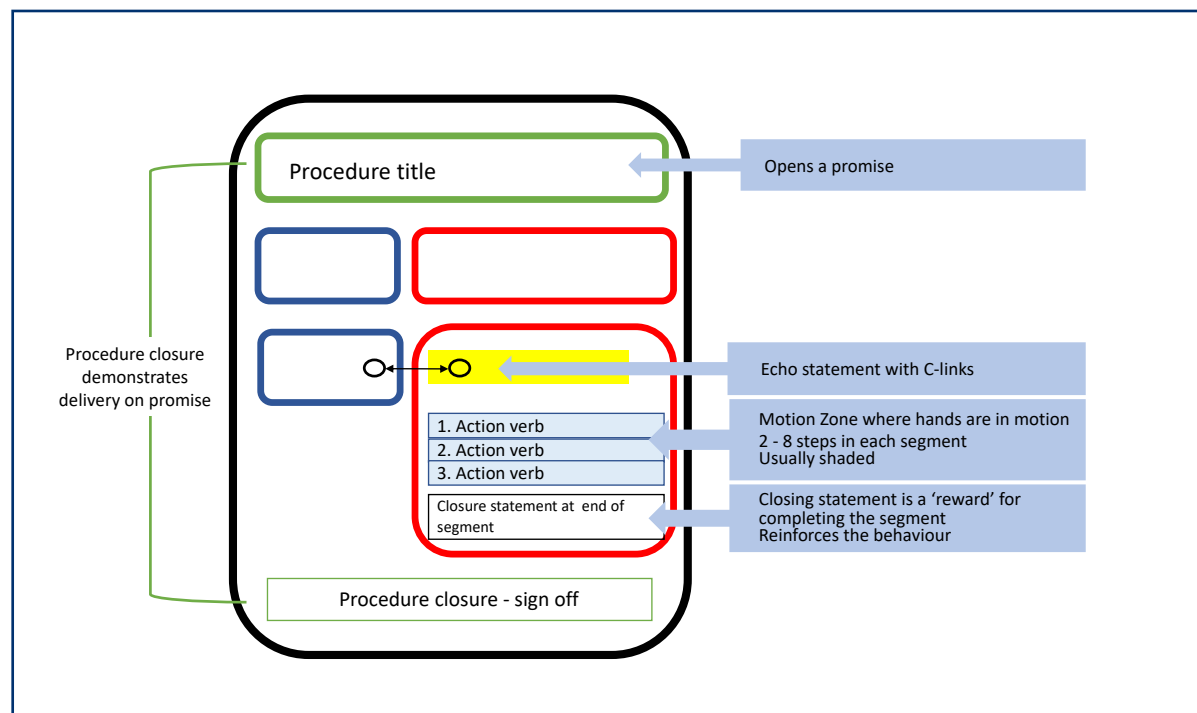 Procedure title
Opens a promise
Procedure closure
demonstrates
delivery on promise
Echo statement with C-links
1. Action verb
2. Action verb
3. Action verb
Motion Zone where hands are in motion
2 - 8 steps in each segment
Usually shaded
Closure statement at end of
segment
Closing statement is a ‘reward’ for
completing the segment
Reinforces the behaviour
Procedure closure - sign off